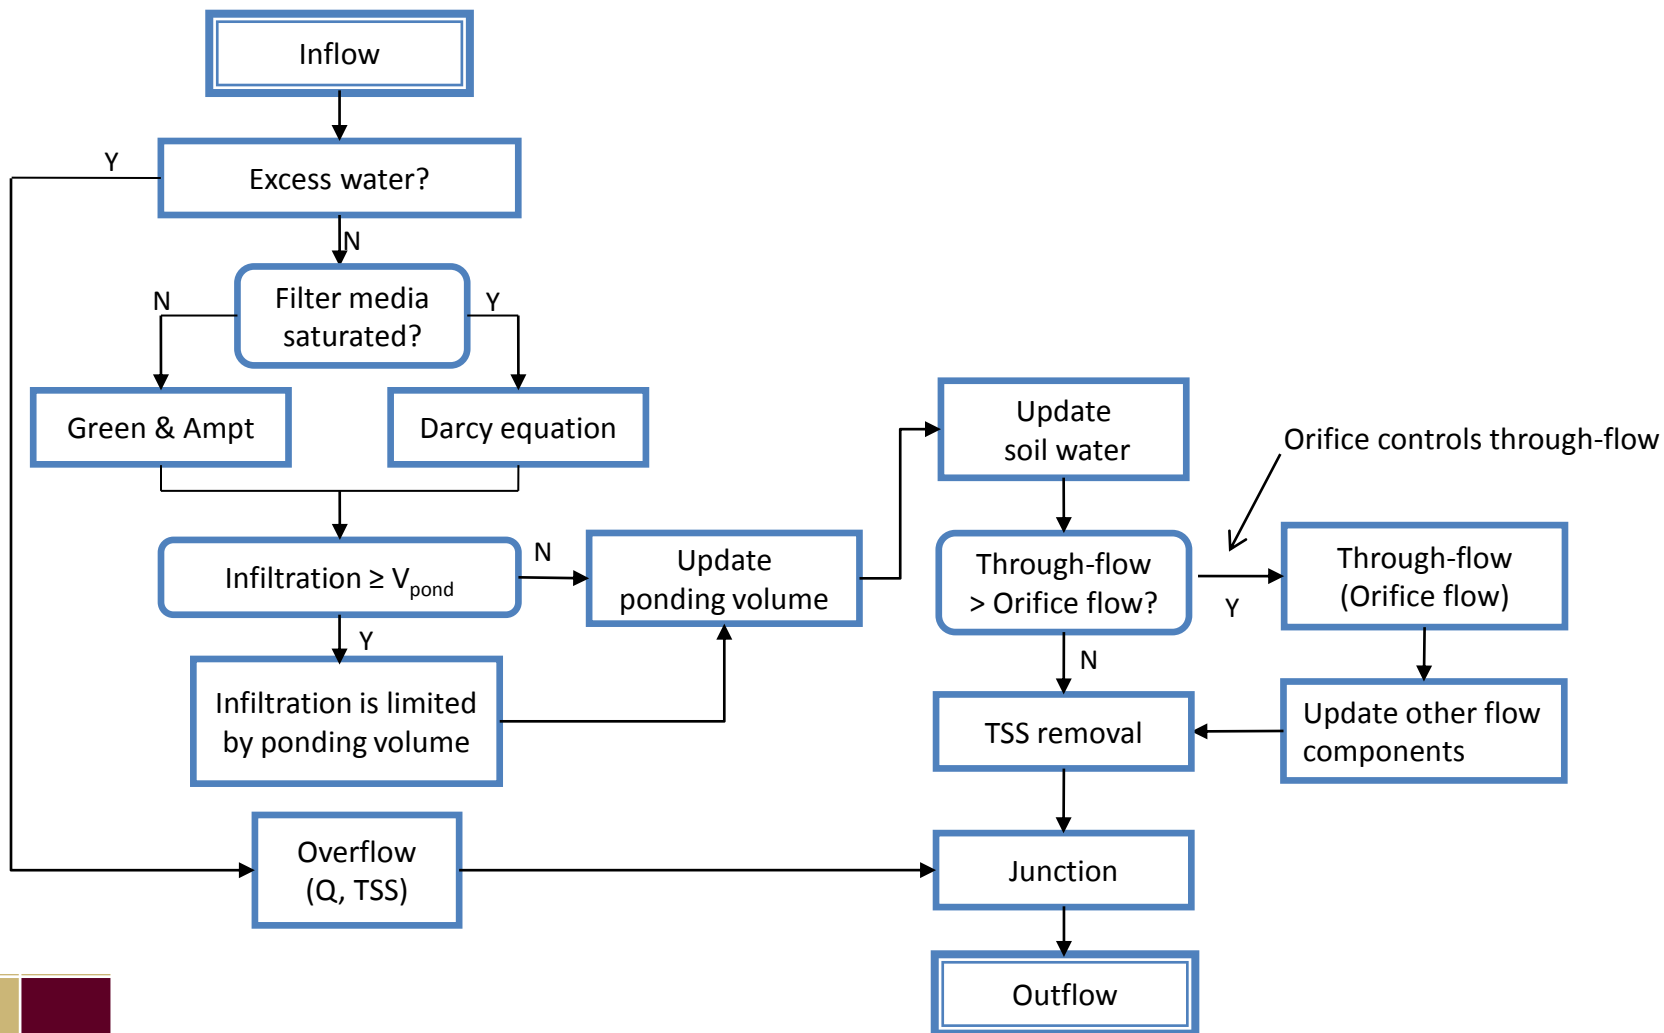 Inflow
Y
Excess water?
N
Filter media
saturated?
N
Y
Green & Ampt
Darcy equation
Infiltration ≥ Vpond
N
Y
Infiltration is limited
by ponding volume
Update
ponding volume
Update
soil water
Orifice controls through-flow
Through-flow
> Orifice flow?
Y
N
Through-flow
(Orifice flow)
Update other flow
components
TSS removal
Overflow
(Q, TSS)
Junction
Outflow